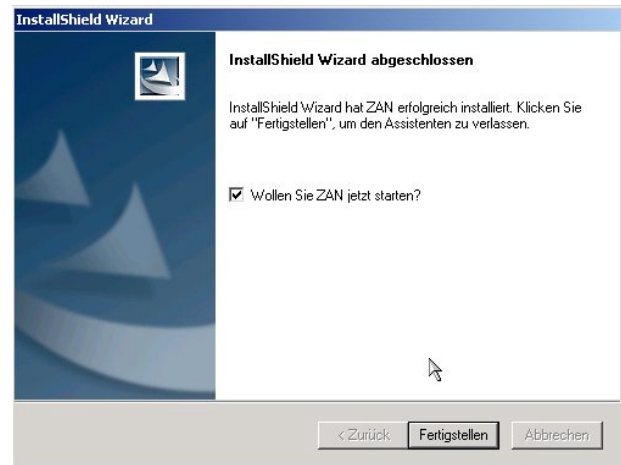 InstallShield Wizard
InstallShield Wizard abgeschlossen
InstallShield Wizard hat ZAN erfolgreich installiert. Klicken Sie
auf "Fertigstellen", um den Assistenten zu verlassen.
Wollen Sie ZAN jetzt starten?
< Zurück
Fertigstellen
Abbrechen